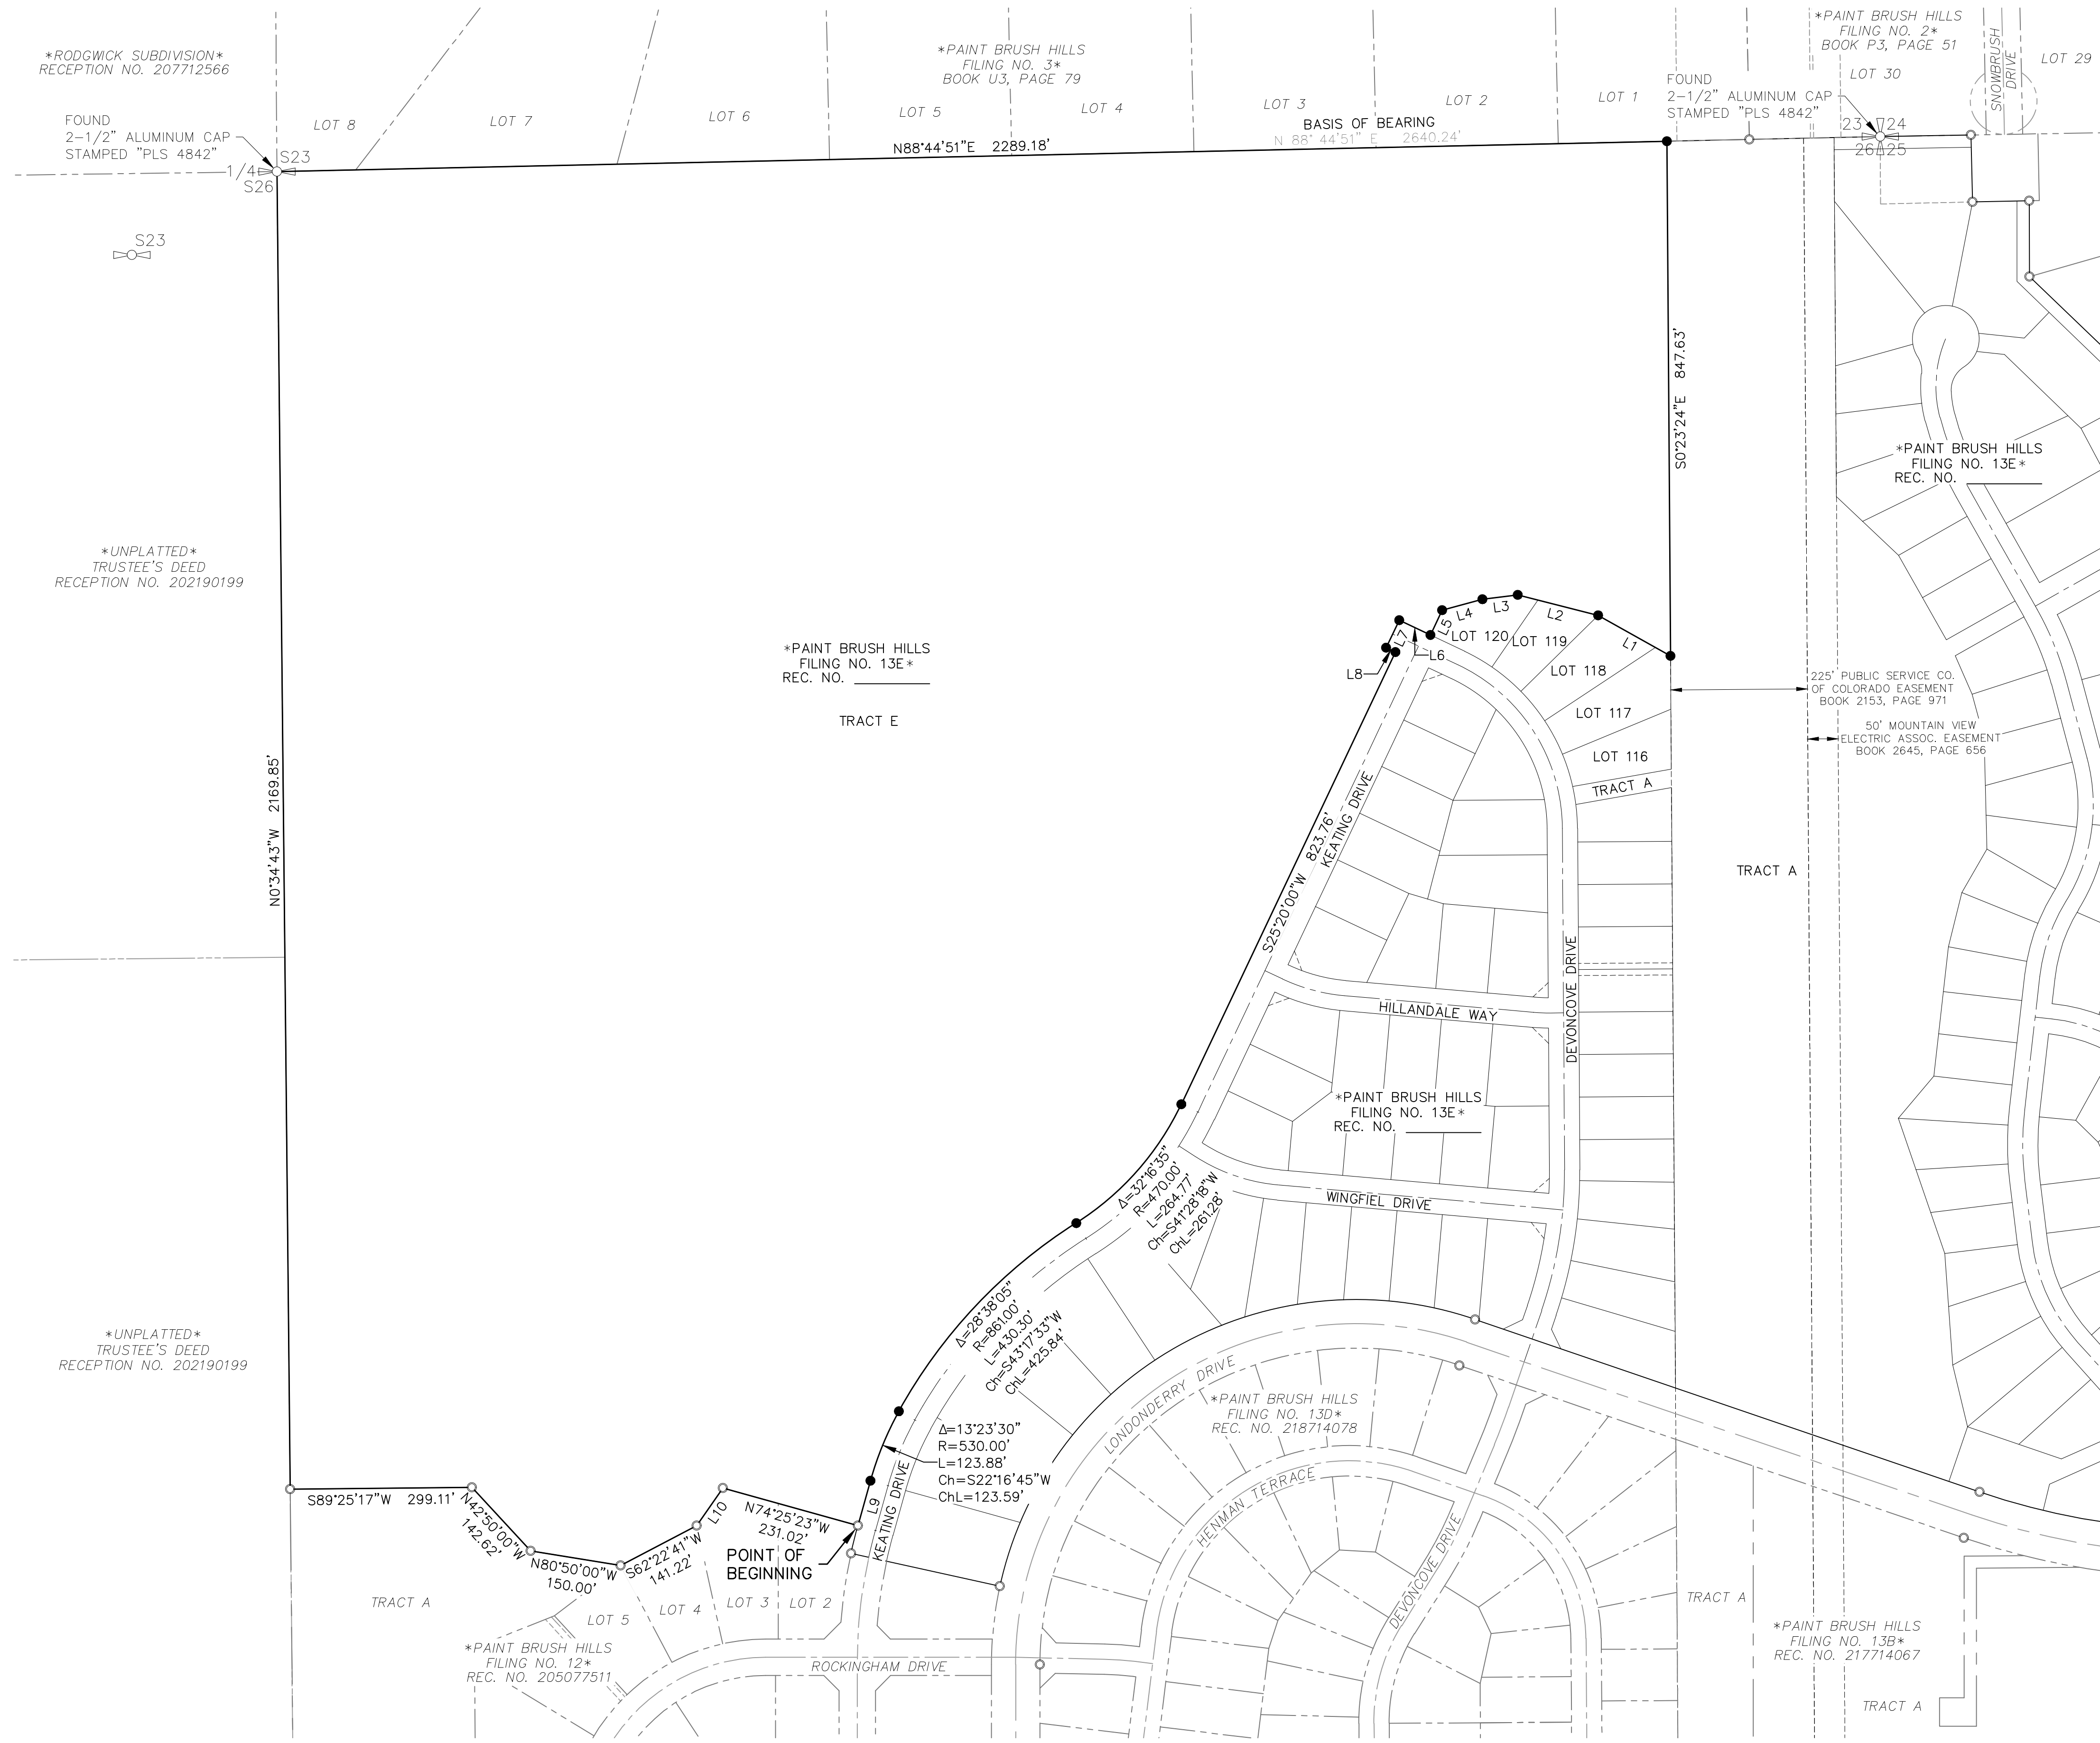 *RODGWICK SUBDIVISION*
RECEPTION NO. 207712566
*PAINT BRUSH HILLS
FILING NO. 3*
BOOK U3, PAGE 79
*PAINT BRUSH HILLS
FILING NO. 2*
BOOK P3, PAGE 51
SNOWBRUSH
DRIVE
LOT 29
LOT 30
FOUND
2-1/2" ALUMINUM CAP
STAMPED "PLS 4842"
LOT 8
LOT 7
LOT 6
LOT 5
LOT 4
LOT 3
LOT 2
LOT 1
FOUND
2-1/2" ALUMINUM CAP
STAMPED "PLS 4842"
23 24
26 25
BASIS OF BEARING
N 88° 44'51" E 2640.24'
N88°44'51"E 2289.18'
S23
1/4
S26
S23
S0°23'24"E 847.63'
*PAINT BRUSH HILLS
FILING NO. 13E*
REC. NO.
*UNPLATTED*
TRUSTEE'S DEED
RECEPTION NO. 202190199
*PAINT BRUSH HILLS
FILING NO. 13E*
REC. NO.
TRACT E
L8
L7
L6
L5
L4
L3
L2
L1
LOT 120
LOT 119
LOT 118
LOT 117
LOT 116
TRACT A
225' PUBLIC SERVICE CO.
OF COLORADO EASEMENT
BOOK 2153, PAGE 971
50' MOUNTAIN VIEW
ELECTRIC ASSOC. EASEMENT
BOOK 2645, PAGE 656
N0°34'43"W 2169.85'
S25°20'00"W 823.76'
KEATING DRIVE
TRACT A
DEVONCOVE DRIVE
HILLANDALE WAY
*PAINT BRUSH HILLS
FILING NO. 13E*
REC. NO.
WINGFIEL DRIVE
Δ=32°16'35"
R=470.00'
L=264.77'
Ch=S41°28'18"W
ChL=261.28'
Δ=28°38'05"
R=861.00'
L=430.30'
Ch=S43°17'33"W
ChL=425.84'
Δ=13°23'30"
R=530.00'
L=123.88'
Ch=S22°16'45"W
ChL=123.59'
*UNPLATTED*
TRUSTEE'S DEED
RECEPTION NO. 202190199
LONDONDERRY DRIVE
*PAINT BRUSH HILLS
FILING NO. 13D*
REC. NO. 218714078
HENMAN TERRACE
DEVONCOVE DRIVE
S89°25'17"W 299.11'
N42°50'00"W
142.62'
N80°50'00"W
150.00'
S62°22'41"W
141.22'
L10
N74°25'23"W
231.02'
L9
KEATING DRIVE
POINT OF
BEGINNING
TRACT A
LOT 5
LOT 4
LOT 3
LOT 2
*PAINT BRUSH HILLS
FILING NO. 12*
REC. NO. 205077511
ROCKINGHAM DRIVE
TRACT A
*PAINT BRUSH HILLS
FILING NO. 13B*
REC. NO. 217714067
TRACT A